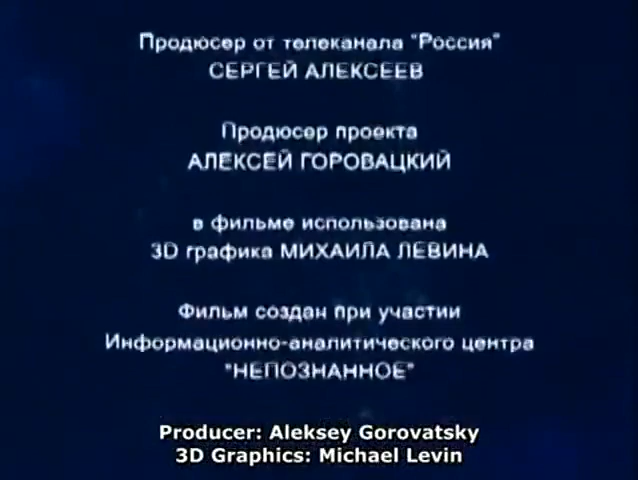 Продюсер от телеканала "Россия"
СЕРГЕЙ АЛЕКСЕЕВ
Продюсер проекта
АЛЕКСЕЙ ГОРОВАЦКИЙ
в фильме использована
3D графика МИХАИЛА ЛЕВИНА
Фильм создан при участии
Информационно-аналитического центра
"НЕПОЗНАННОЕ"
Producer: Aleksey Gorovatsky
3D Graphics: Michael Levin